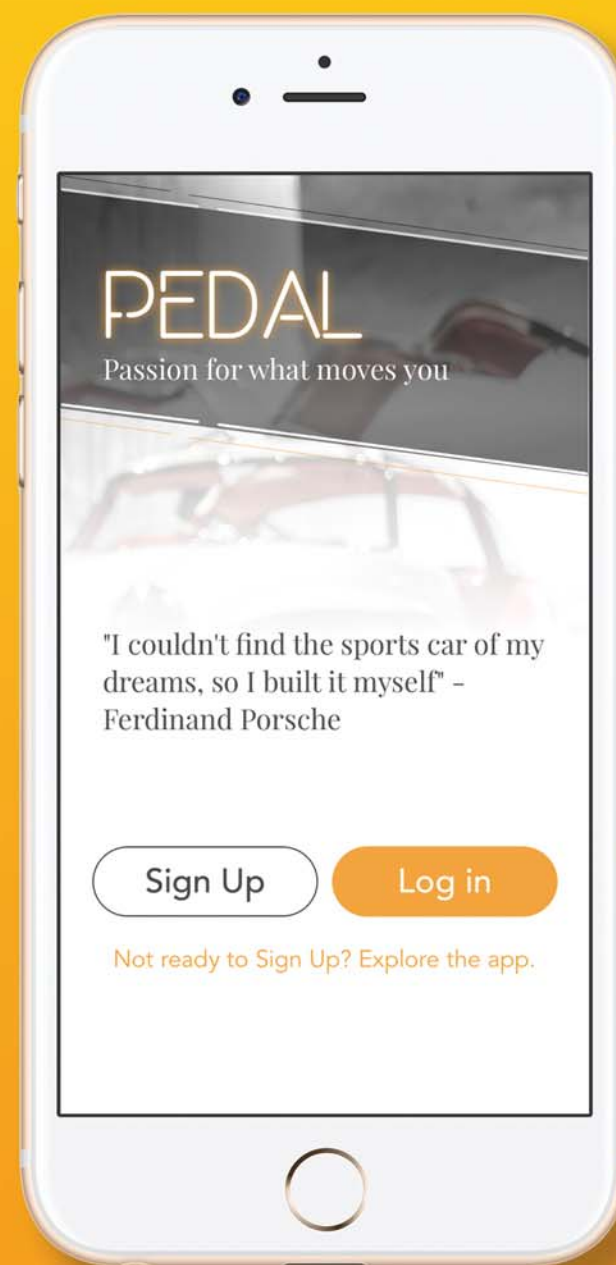 PEDAL
Passion for what moves you
"I couldn't find the sports car of my
dreams, so I built it myself" -
Ferdinand Porsche
Sign Up
Log in
Not ready to Sign Up? Explore the app.